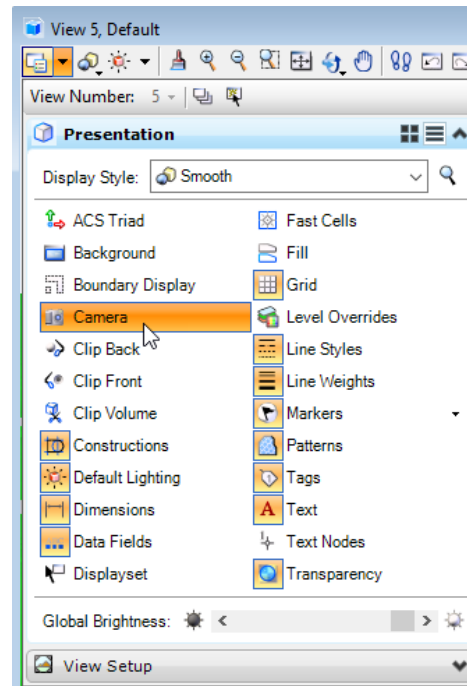 View 5, Default
View Number: 5
Presentation
Display Style: Smooth
ACS Triad
Background
Boundary Display
Camera
Clip Back
Clip Front
Clip Volume
Constructions
Default Lighting
Dimensions
Data Fields
Displayset
Fast Cells
Fill
Grid
Level Overrides
Line Styles
Line Weights
Markers
Patterns
Tags
A Text
Text Nodes
Transparency
Global Brightness:
View Setup